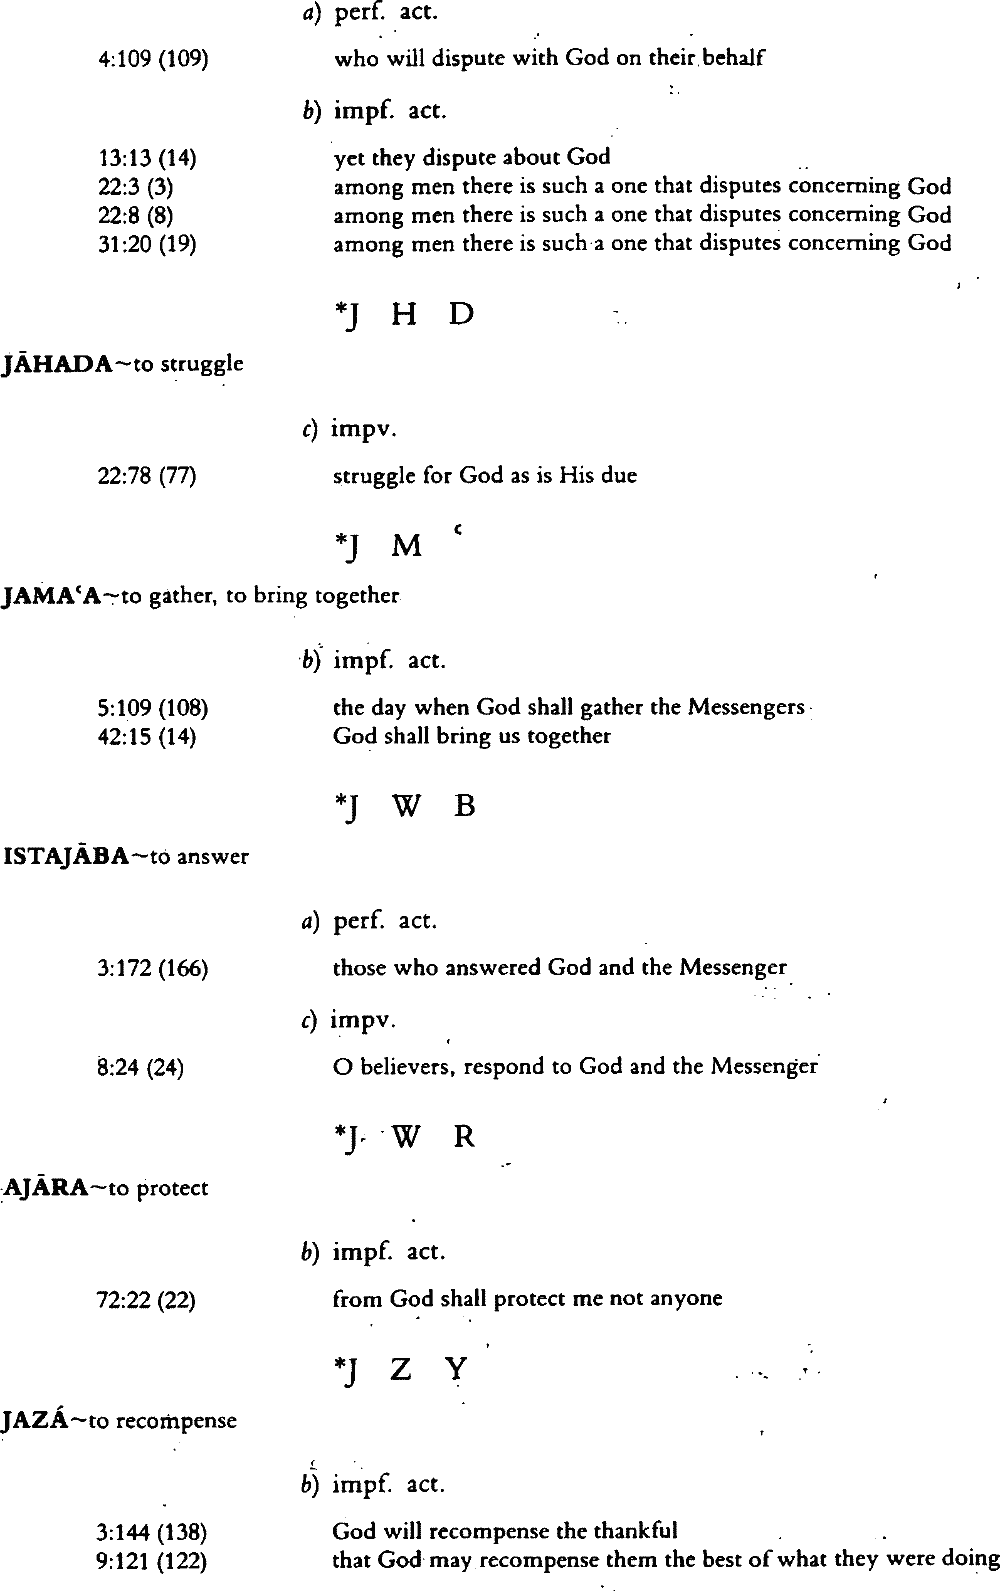 a) perf. act.
4:109 (109) who will dispute with God on their behalf
b) impf. act.
13:13 (14) yet they dispute about God
22:3 (3) among men there is such a one that disputes concerning God
22:8 (8) among men there is such a one that disputes concerning God
31:20 (19) among men there is such a one that disputes concerning God
*J H D
JĀHADA~to struggle
c) impv.
22:78 (77) struggle for God as is His due
*J M ʿ
JAMAʿA~to gather, to bring together
b) impf. act.
5:109 (108) the day when God shall gather the Messengers
42:15 (14) God shall bring us together
*J W B
ISTAJĀBA~to answer
a) perf. act.
3:172 (166) those who answered God and the Messenger
c) impv.
8:24 (24) O believers, respond to God and the Messenger
*J W R
AJĀRA~to protect
b) impf. act.
72:22 (22) from God shall protect me not anyone
*J Z Y
JAZÁ~to recompense
b) impf. act.
3:144 (138) God will recompense the thankful
9:121 (122) that God may recompense them the best of what they were doing